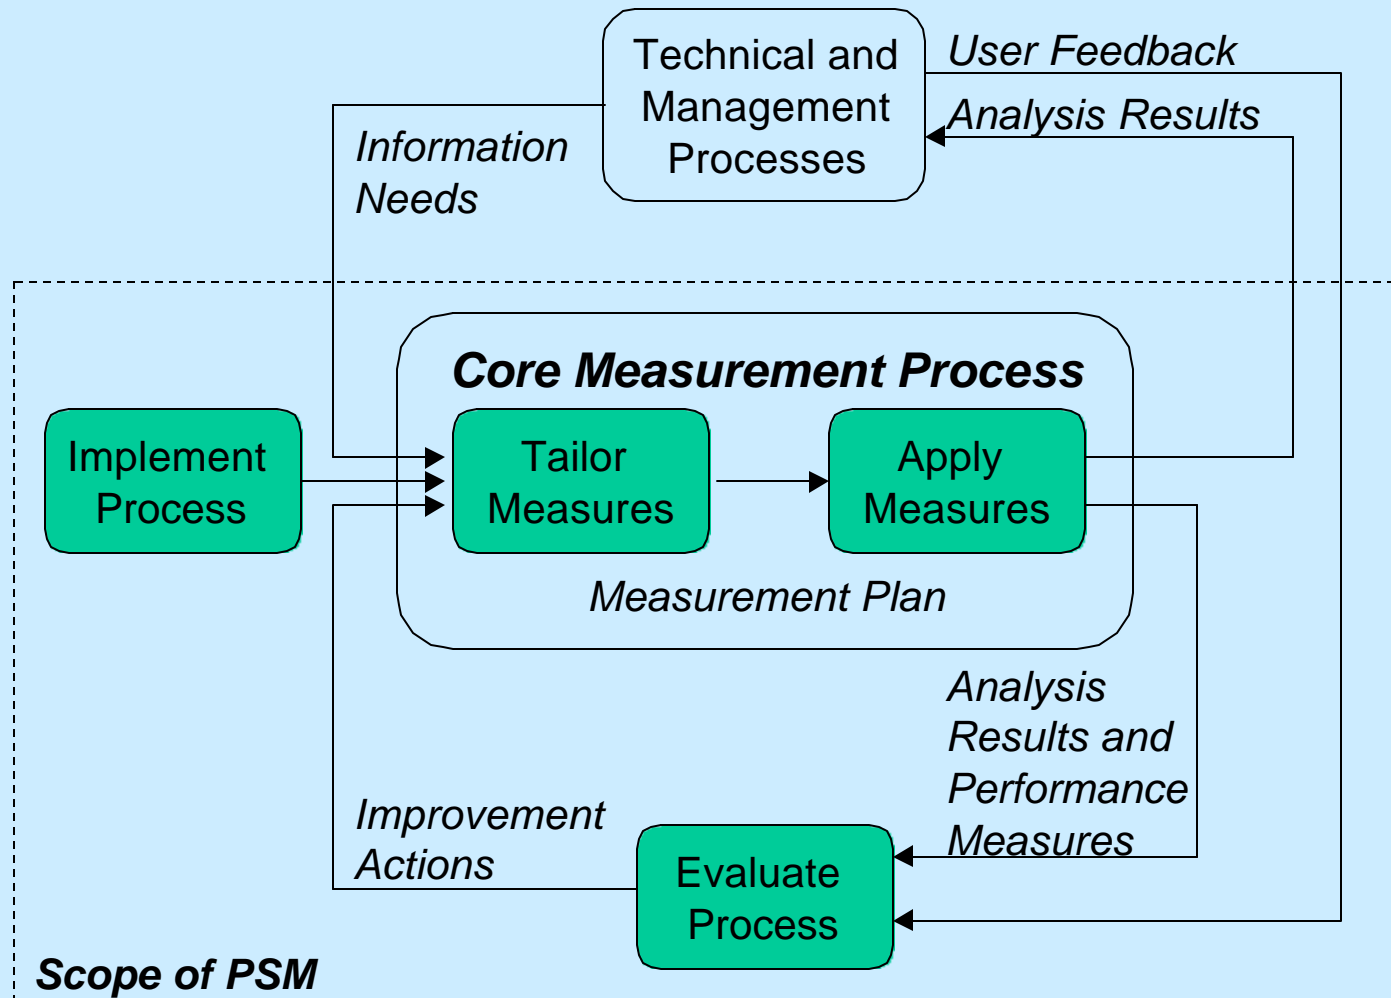 Technical and
Management
Processes
User Feedback
Analysis Results
Information
Needs
Core Measurement Process
Implement
Process
Tailor
Measures
Apply
Measures
Measurement Plan
Analysis
Results and
Performance
Measures
Improvement
Actions
Evaluate
Process
Scope of PSM